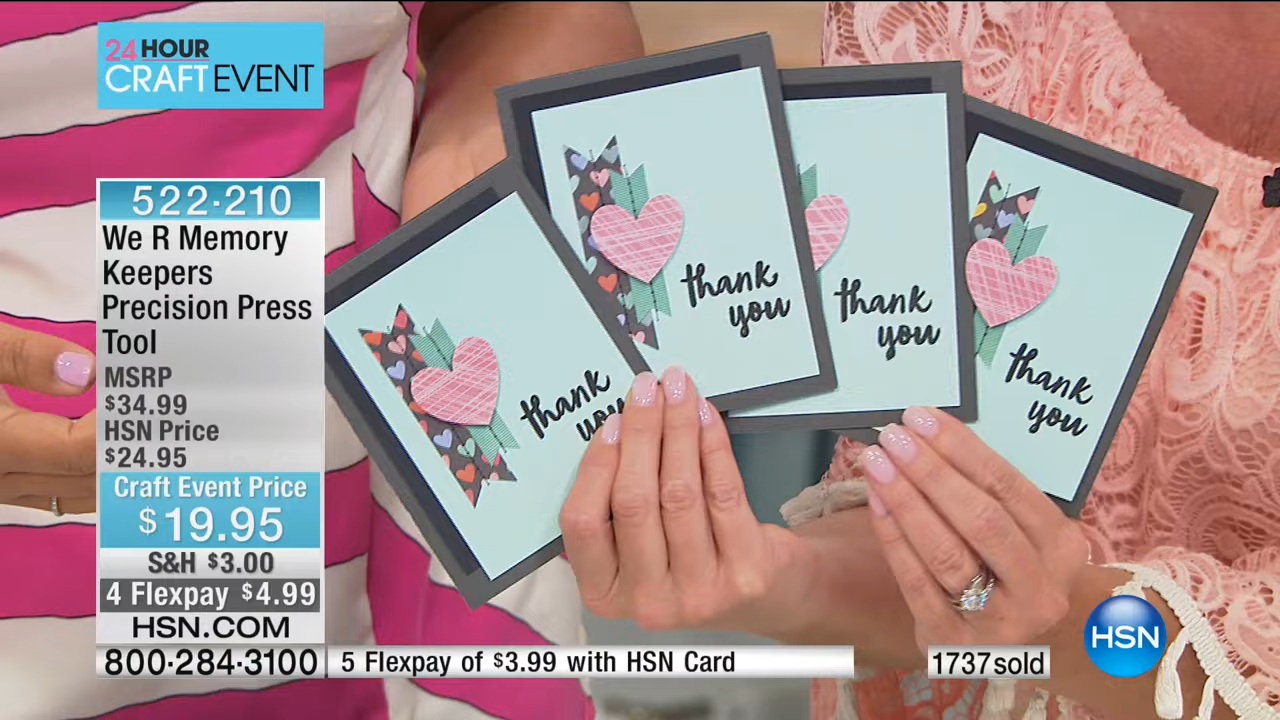 24 HOUR
CRAFT EVENT
522·210
We R Memory
Keepers
Precision Press
Tool
MSRP
$34.99
HSN Price
$24.95
Craft Event Price
$19.95
S&H $3.00
4 Flexpay $4.99
HSN.COM
800·284·3100
5 Flexpay of $3.99 with HSN Card
1737sold
HSN
thank
you
thank
you
thank
you
thank
you